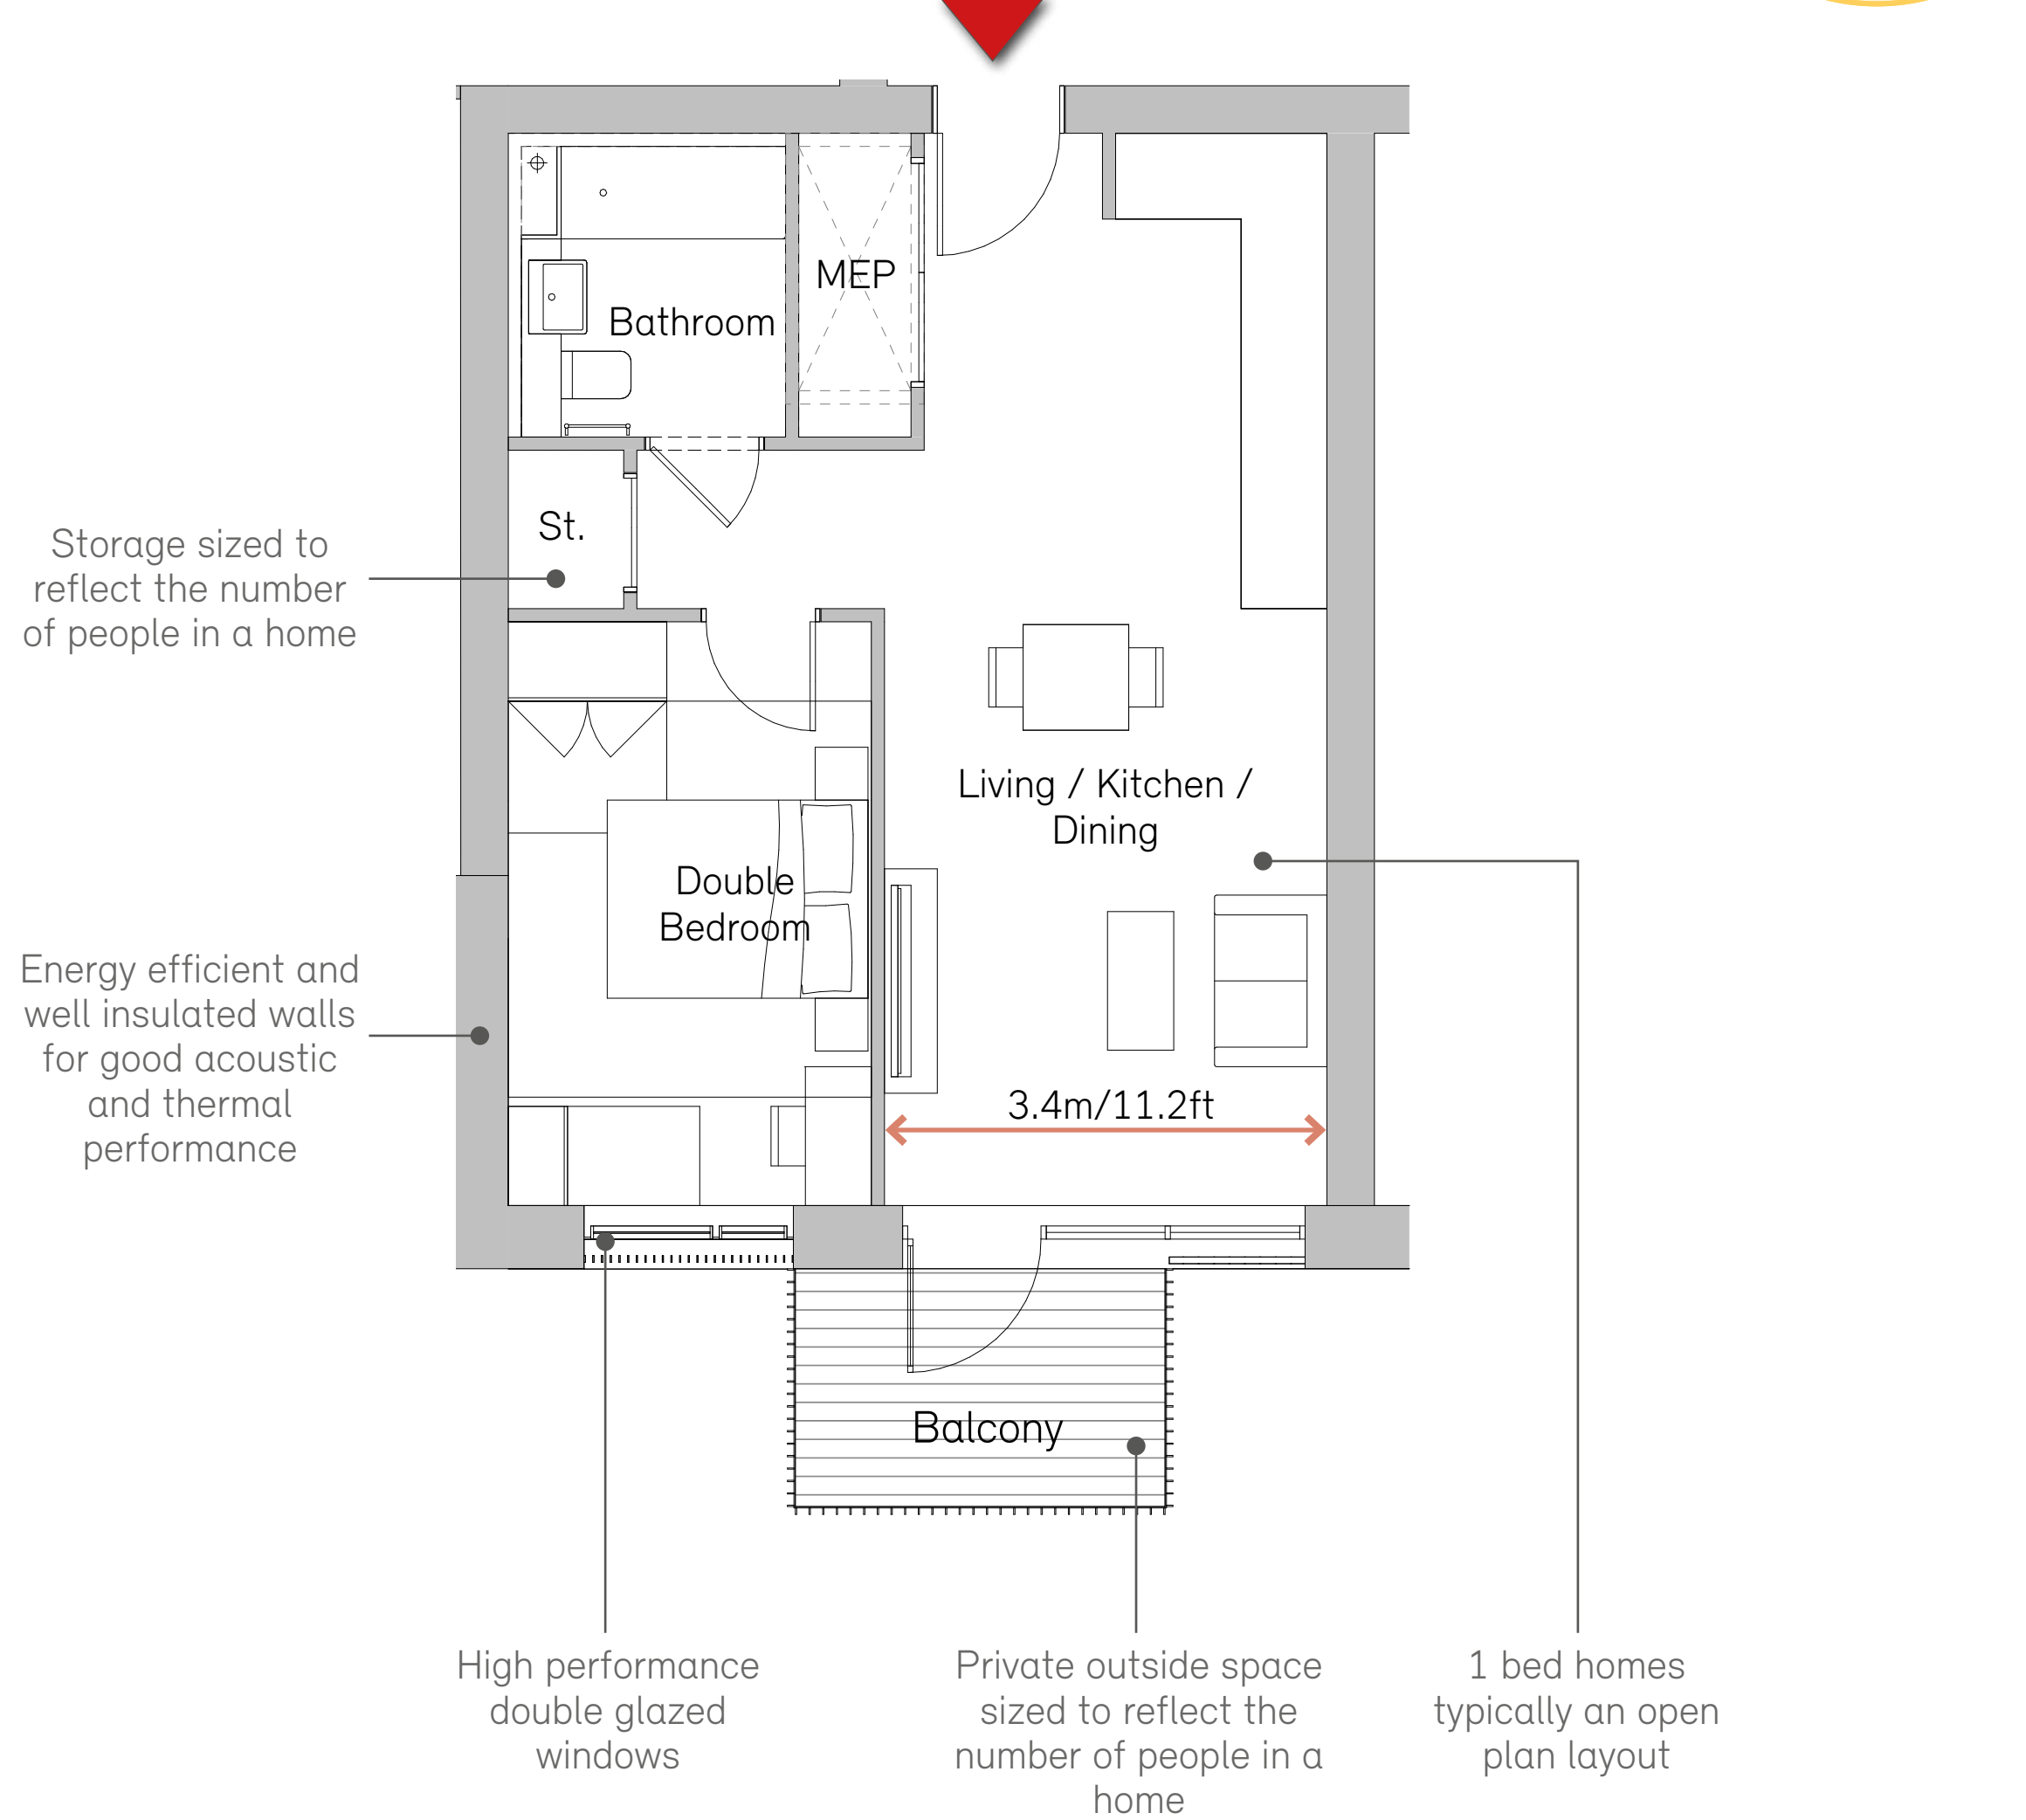 MEP
Bathroom
St.
Storage sized to
reflect the number
of people in a home
Living / Kitchen /
Dining
Double
Bedroom
Energy efficient and
well insulated walls
for good acoustic
and thermal
performance
3.4m/11.2ft
Balcony
High performance
double glazed
windows
Private outside space
sized to reflect the
number of people in a
home
1 bed homes
typically an open
plan layout